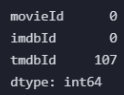 movieId 0
imdbId 0
tmdbId 107
dtype: int64